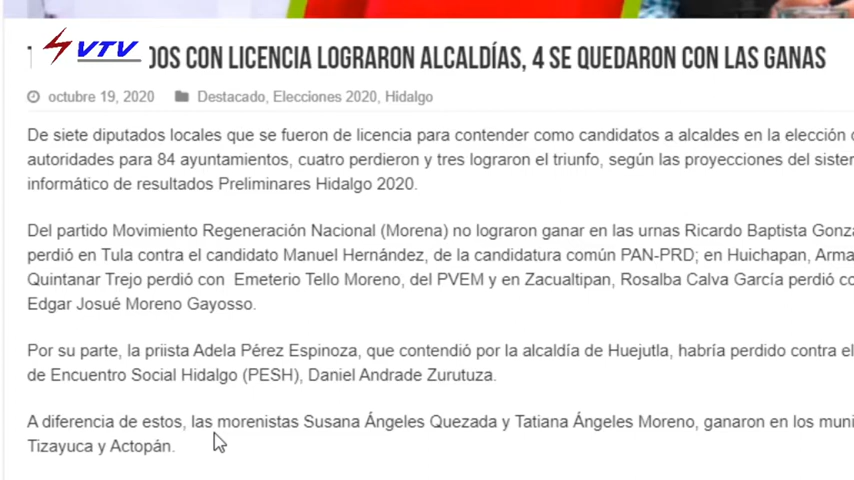 VTV
DOS CON LICENCIA LOGRARON ALCALDÍAS, 4 SE QUEDARON CON LAS GANAS
octubre 19, 2020 Destacado, Elecciones 2020, Hidalgo
De siete diputados locales que se fueron de licencia para contender como candidatos a alcaldes en la elección
autoridades para 84 ayuntamientos, cuatro perdieron y tres lograron el triunfo, según las proyecciones del
informático de resultados Preliminares Hidalgo 2020.
Del partido Movimiento Regeneración Nacional (Morena) no lograron ganar en las urnas Ricardo Baptista
perdió en Tula contra el candidato Manuel Hernández, de la candidatura común PAN-PRD; en Huichapan,
Quintanar Trejo perdió con Emeterio Tello Moreno, del PVEM y en Zacualtipan, Rosalba Calva García perdió
Edgar Josué Moreno Gayosso.
Por su parte, la priista Adela Pérez Espinoza, que contendió por la alcaldía de Huejutla, habría perdido contra el
de Encuentro Social Hidalgo (PESH), Daniel Andrade Zurutuza.
A diferencia de estos, las morenistas Susana Ángeles Quezada y Tatiana Ángeles Moreno, ganaron en los
Tizayuca y Actopán.